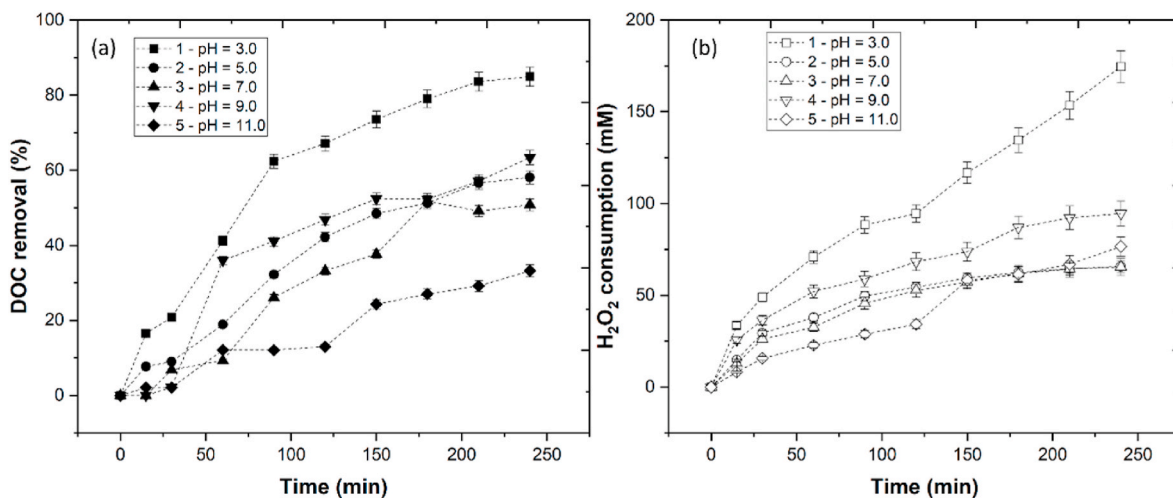 (a)
1 - pH = 3.0
2 - pH = 5.0
3 - pH = 7.0
4 - pH = 9.0
5 - pH = 11.0
100
80
60
40
20
0
DOC removal (%)
0 50 100 150 200 250
Time (min)
(b)
1 - pH = 3.0
2 - pH = 5.0
3 - pH = 7.0
4 - pH = 9.0
5 - pH = 11.0
200
150
100
50
0
H₂O₂ consumption (mM)
0 50 100 150 200 250
Time (min)